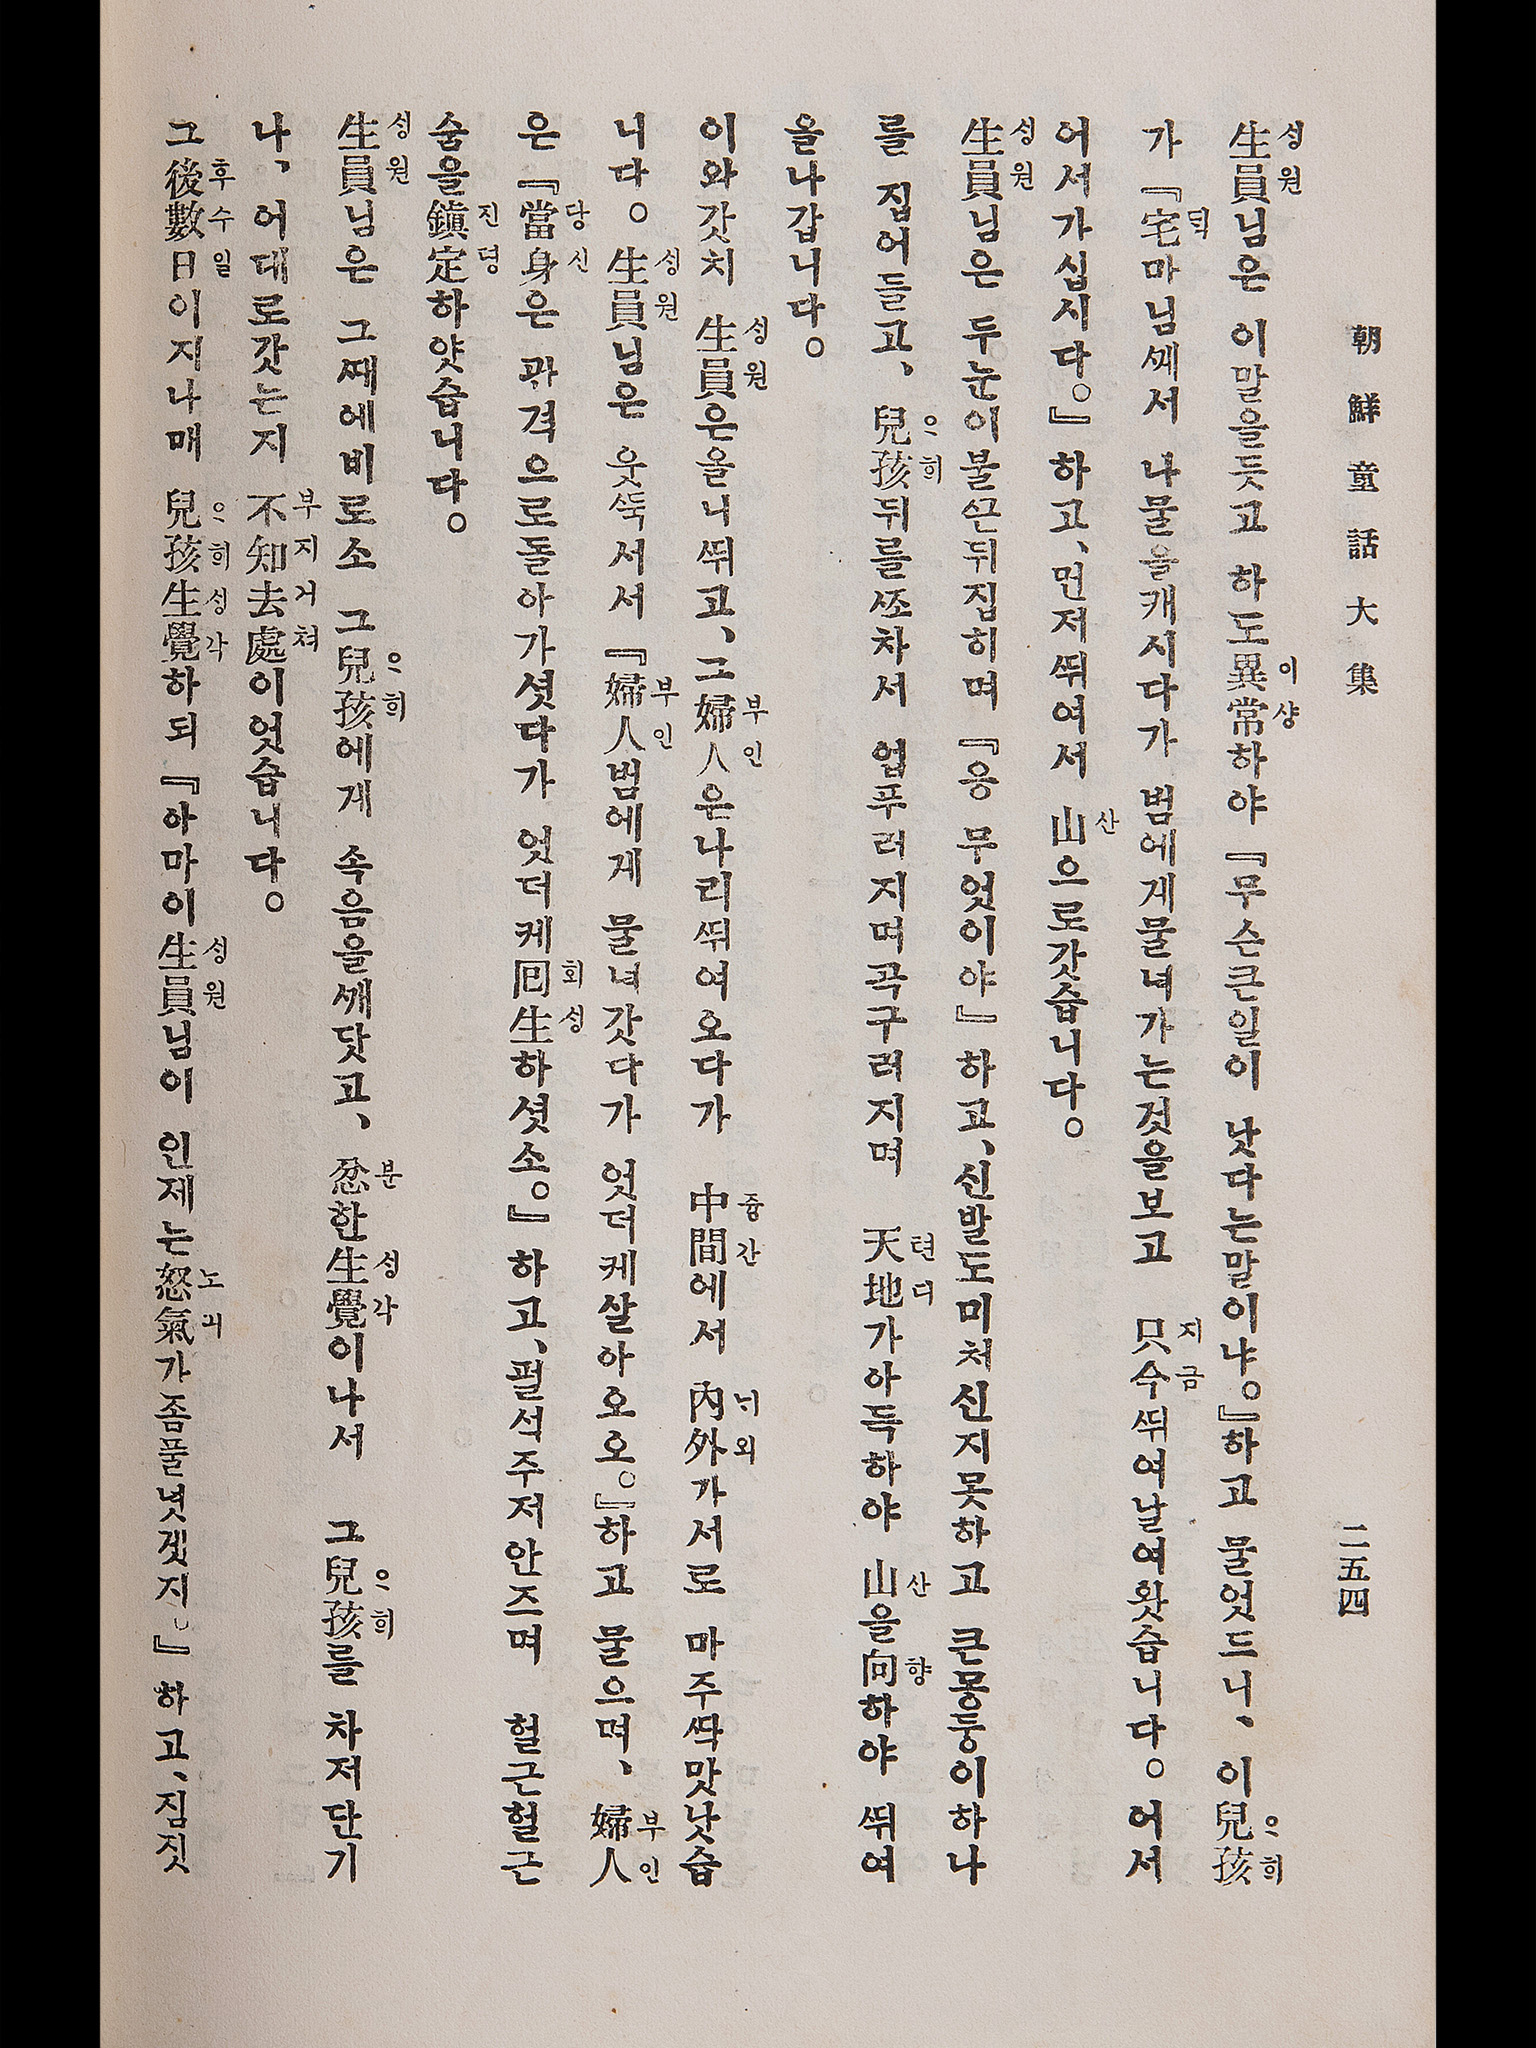 朝鮮童話大集 二五四
生員님은 이말을듯고 하도異常하야 『무슨큰일이 낫다는말이냐。』하고 물엇드니、이兒孩
가 『宅마님께서 나물을캐시다가 범에게물녀가는것을보고 只今뛰여날여왓습니다。어서
어서가십시다。』하고、먼저뛰여서 山으로갓습니다。
生員님은 두눈이불끈뒤집히며 『응 무엇이야』하고、신발도미처신지못하고 큰몽둥이하나
를 집어들고、兒孩뒤를쪼차서 업푸러지며곡구러지며 天地가아득하야 山을向하야 뛰여
올나갑니다。
이와갓치 生員은올니뛰고、그婦人은나리뛰여오다가 中間에서 內外가서로 마주싹맛낫습
니다。生員님은 웃뚝서서 『婦人범에게 물녀갓다가 엇더케살아오오。』하고 물으며、婦人
은 『當身은 과격으로돌아가셧다가 엇더케回生하셧소。』하고、펄석주저안즈며 헐근헐근
숨을鎭定하얏습니다。
生員님은 그때에비로소 그兒孩에게 속음을깨닷고、忿한生覺이나서 그兒孩를 차저단기
나、어대로갓는지 不知去處이엇습니다。
그後數日이지나매 兒孩生覺하되 『아마이生員님이 인제는怒氣가좀풀녓겟지。』하고、짐짓